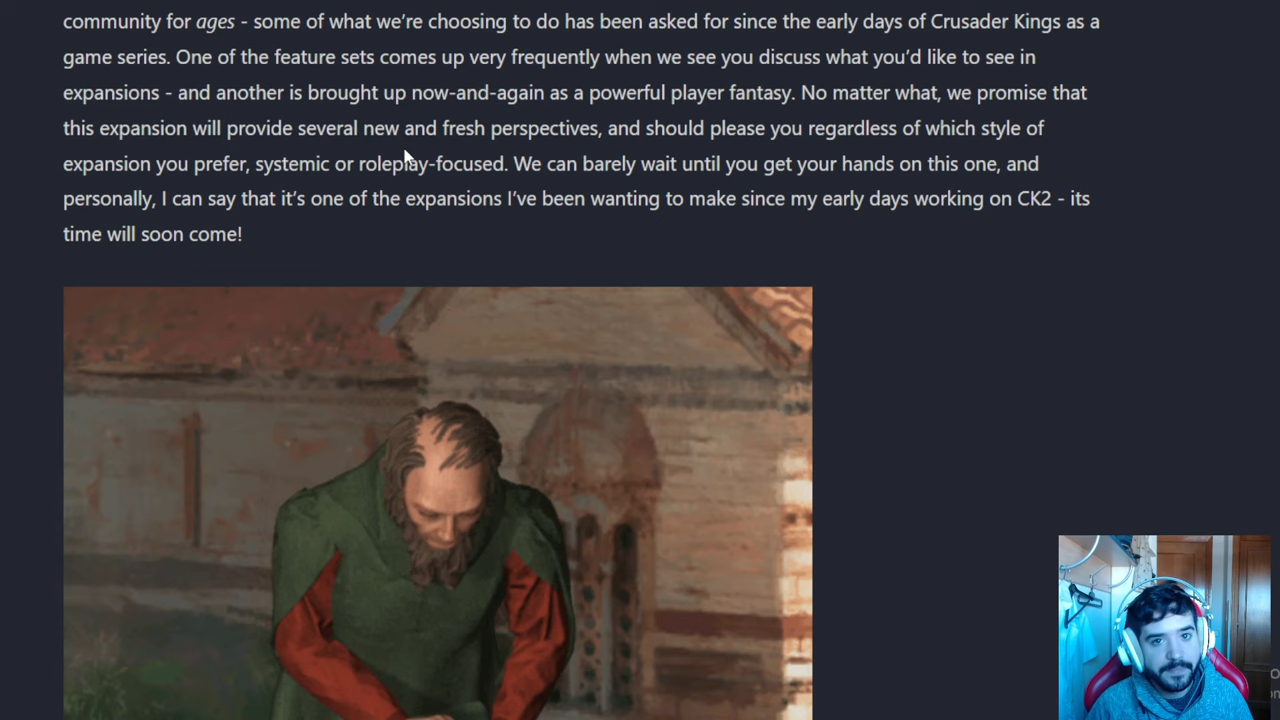 community for ages - some of what we’re choosing to do has been asked for since the early days of Crusader Kings as a
game series. One of the feature sets comes up very frequently when we see you discuss what you’d like to see in
expansions - and another is brought up now-and-again as a powerful player fantasy. No matter what, we promise that
this expansion will provide several new and fresh perspectives, and should please you regardless of which style of
expansion you prefer, systemic or roleplay-focused. We can barely wait until you get your hands on this one, and
personally, I can say that it’s one of the expansions I’ve been wanting to make since my early days working on CK2 - its
time will soon come!